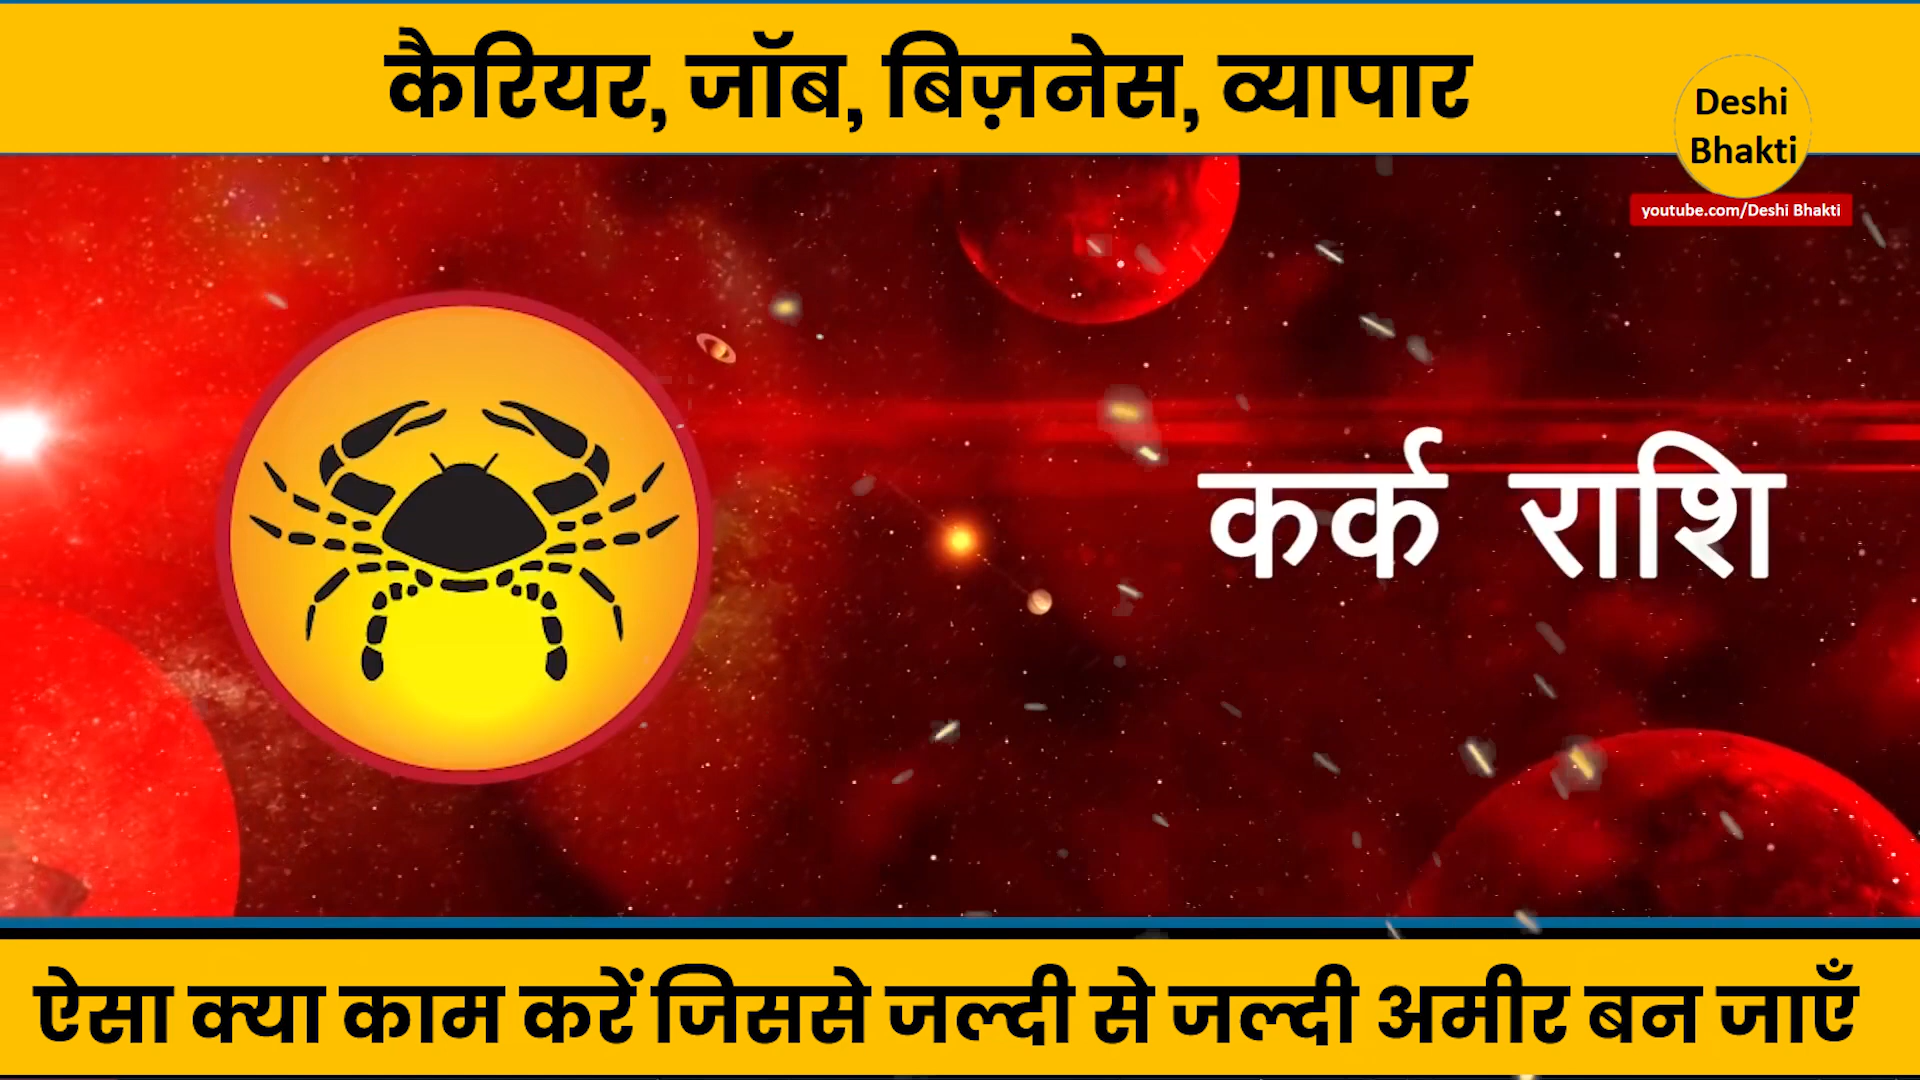 कैरियर, जॉब, बिज़नेस, व्यापार
Deshi
Bhakti
youtube.com/Deshi Bhakti
कर्क राशि
ऐसा क्या काम करें जिससे जल्दी से जल्दी अमीर बन जाएँ